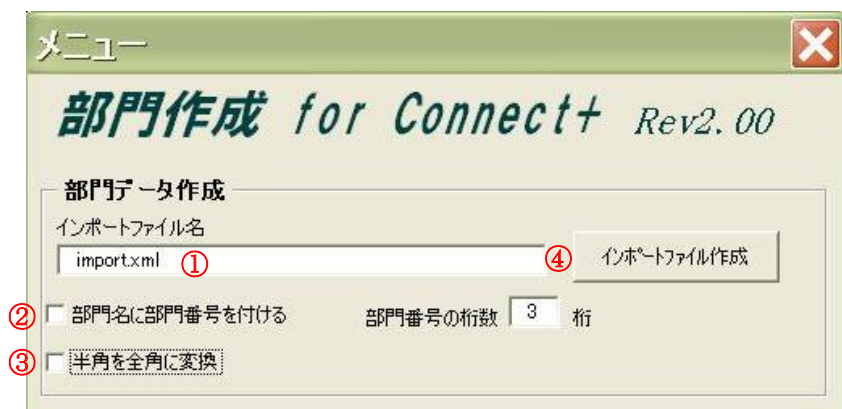 メニュー
部門作成 for Connect+ Rev2.00
部門データ作成
インポートファイル名
import.xml ① ④ インポートファイル作成
② 部門名に部門番号を付ける 部門番号の桁数 3 桁
③ 半角を全角に変換